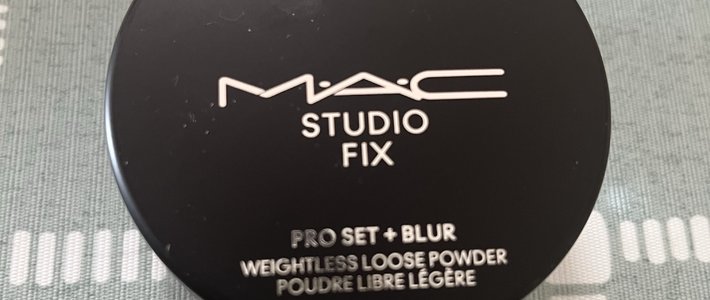 M·A·C
STUDIO
FIX
PRO SET + BLUR
WEIGHTLESS LOOSE POWDER
POUDRE LIBRE LÉGÈRE